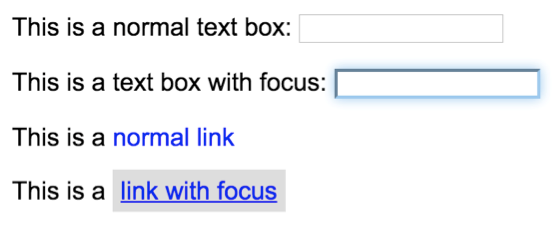 This is a normal text box:
This is a text box with focus:
This is a normal link
This is a link with focus